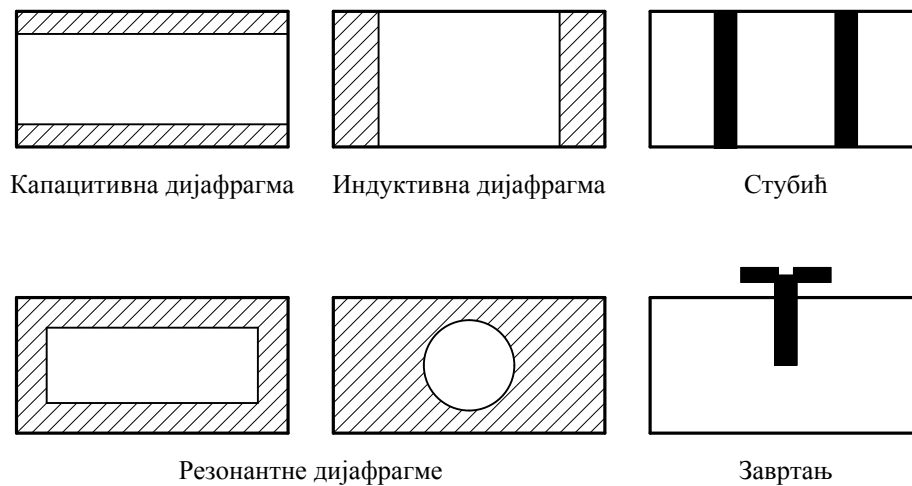 Капацитивна дијафрагма
Индуктивна дијафрагма
Стубић
Резонантне дијафрагме
Завртањ